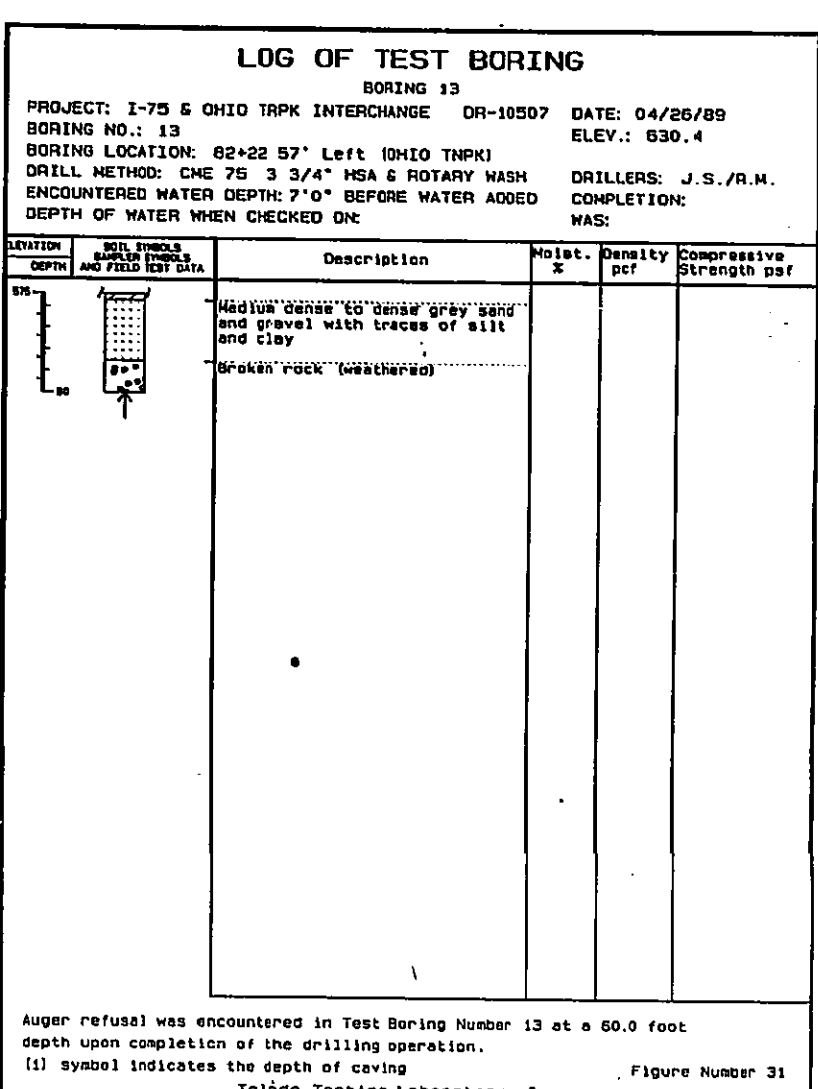 LOG OF TEST BORING
BORING 13
PROJECT: I-75 & OHIO TRPK INTERCHANGE DR-10507 DATE: 04/26/89
BORING NO.: 13 ELEV.: 630.4
BORING LOCATION: 82+22 57' Left (OHIO TNPK)
DRILL METHOD: CME 75 3 3/4" HSA & ROTARY WASH DRILLERS: J.S./R.M.
ENCOUNTERED WATER DEPTH: 7'0" BEFORE WATER ADDED COMPLETION:
DEPTH OF WATER WHEN CHECKED ON: WAS:
LEVATION DEPTH
SOIL SYMBOLS SAMPLER SYMBOLS AND FIELD TEST DATA
Description
Moist. %
Density pcf
Compressive Strength psf
575
Medium dense to dense grey sand
and gravel with traces of silt
and clay
Broken rock (weathered)
60
Auger refusal was encountered in Test Boring Number 13 at a 60.0 foot
depth upon completion of the drilling operation.
(1) symbol indicates the depth of caving Figure Number 31
Toledo Testing Laboratory